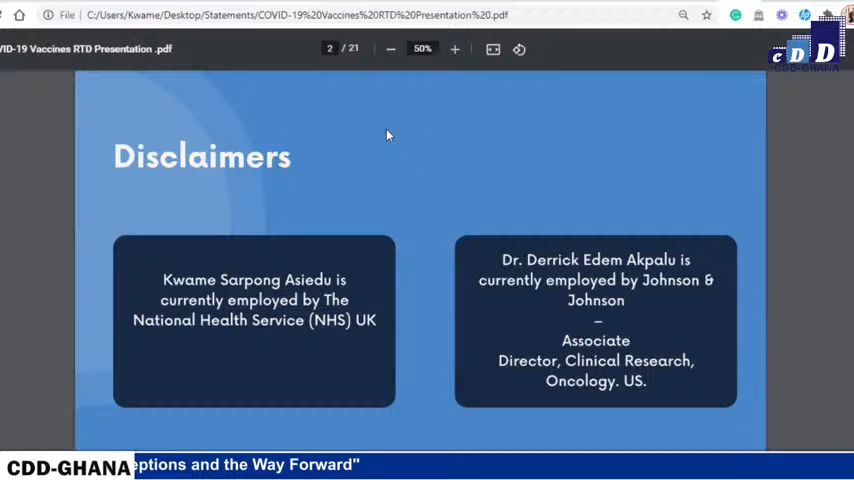 File | C:/Users/Kwame/Desktop/Statements/COVID-19%20Vaccines%20RTD%20Presentation%20.pdf
VID-19 Vaccines RTD Presentation .pdf
2 / 21
50%
cDD
CDD-GHANA
Disclaimers
Kwame Sarpong Asiedu is
currently employed by The
National Health Service (NHS) UK
Dr. Derrick Edem Akpalu is
currently employed by Johnson &
Johnson
–
Associate
Director, Clinical Research,
Oncology. US.
CDD-GHANA
eptions and the Way Forward"